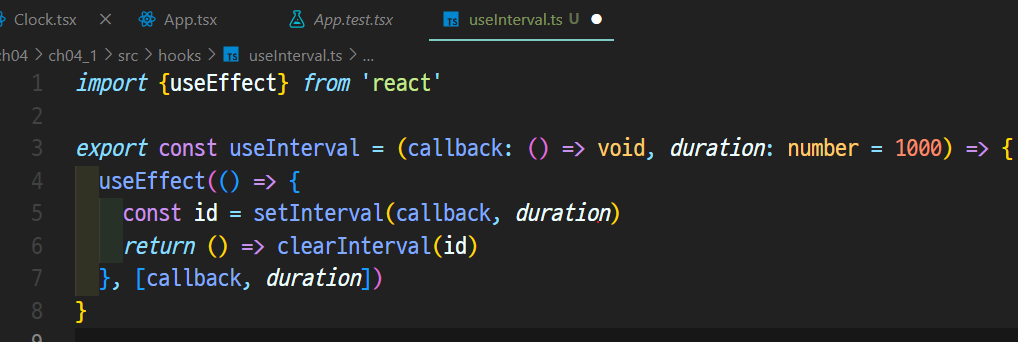 Clock.tsx App.tsx App.test.tsx TS useInterval.ts U
ch04 > ch04_1 > src > hooks > TS useInterval.ts > ...
1 import {useEffect} from 'react'
2
3 export const useInterval = (callback: () => void, duration: number = 1000) => {
4 useEffect(() => {
5 const id = setInterval(callback, duration)
6 return () => clearInterval(id)
7 }, [callback, duration])
8 }
9